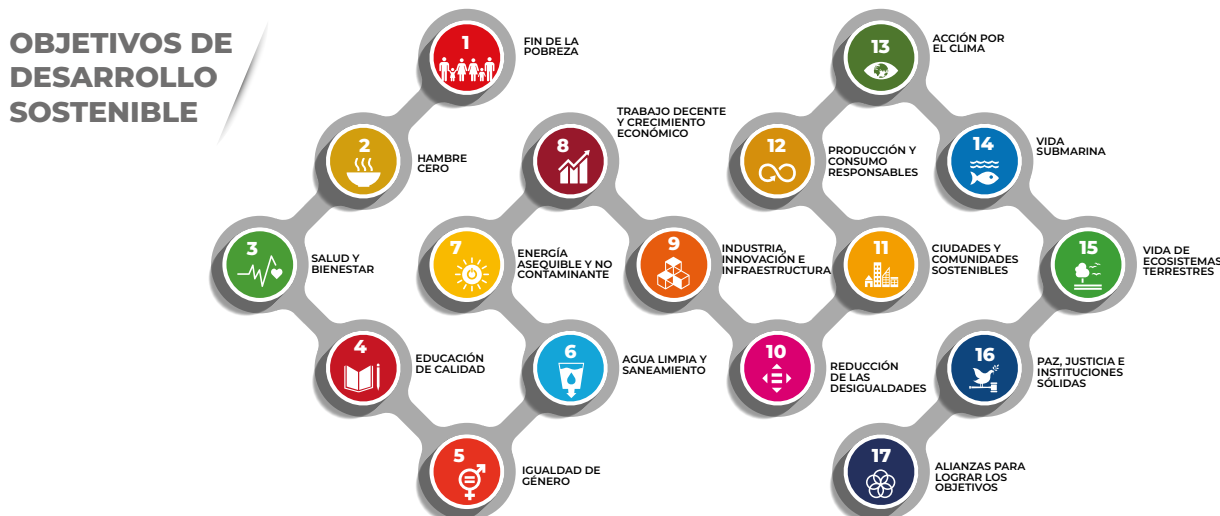 OBJETIVOS DE
DESARROLLO
SOSTENIBLE
1
FIN DE LA
POBREZA
2
HAMBRE
CERO
3
SALUD Y
BIENESTAR
4
EDUCACIÓN
DE CALIDAD
5
IGUALDAD DE
GÉNERO
6
AGUA LIMPIA Y
SANEAMIENTO
7
ENERGÍA
ASEQUIBLE Y NO
CONTAMINANTE
8
TRABAJO DECENTE
Y CRECIMIENTO
ECONÓMICO
9
INDUSTRIA,
INNOVACIÓN E
INFRAESTRUCTURA
10
REDUCCIÓN
DE LAS
DESIGUALDADES
11
CIUDADES Y
COMUNIDADES
SOSTENIBLES
12
PRODUCCIÓN Y
CONSUMO
RESPONSABLES
13
ACCIÓN POR
EL CLIMA
14
VIDA
SUBMARINA
15
VIDA DE
ECOSISTEMAS
TERRESTRES
16
PAZ, JUSTICIA E
INSTITUCIONES
SÓLIDAS
17
ALIANZAS PARA
LOGRAR LOS
OBJETIVOS